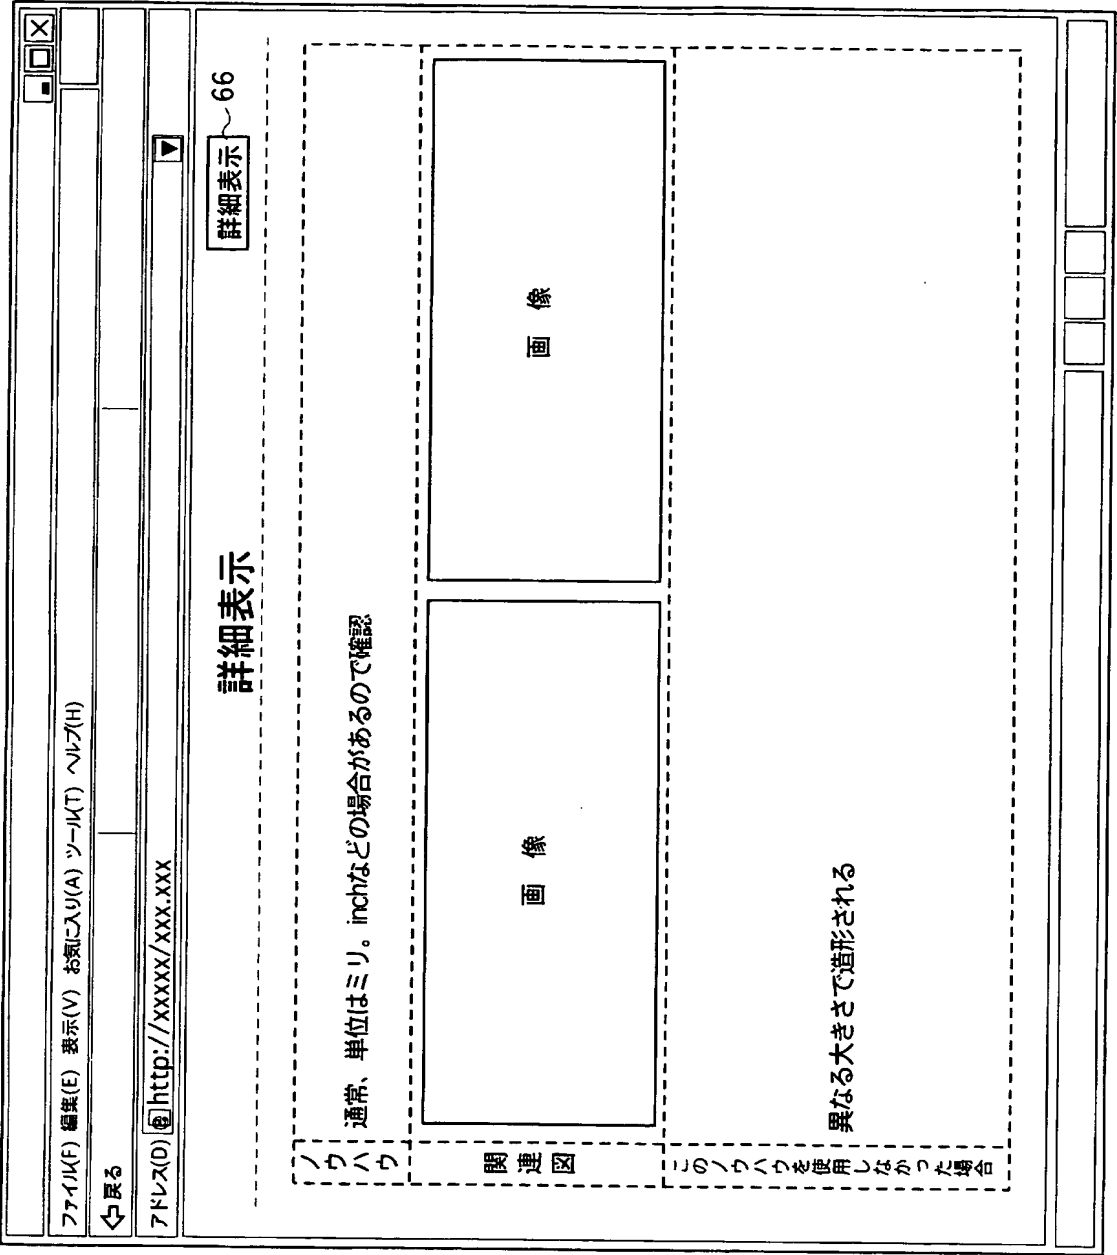 ファイル(F) 編集(E) 表示(V) お気に入り(A) ツール(T) ヘルプ(H)
戻る
アドレス(D) http://xxxxx/xxx.xxx
詳細表示
詳細表示 66
ノウハウ
通常、単位はミリ。inchなどの場合があるので確認
関連図
画像
画像
このノウハウを使用しなかった場合
異なる大きさで造形される